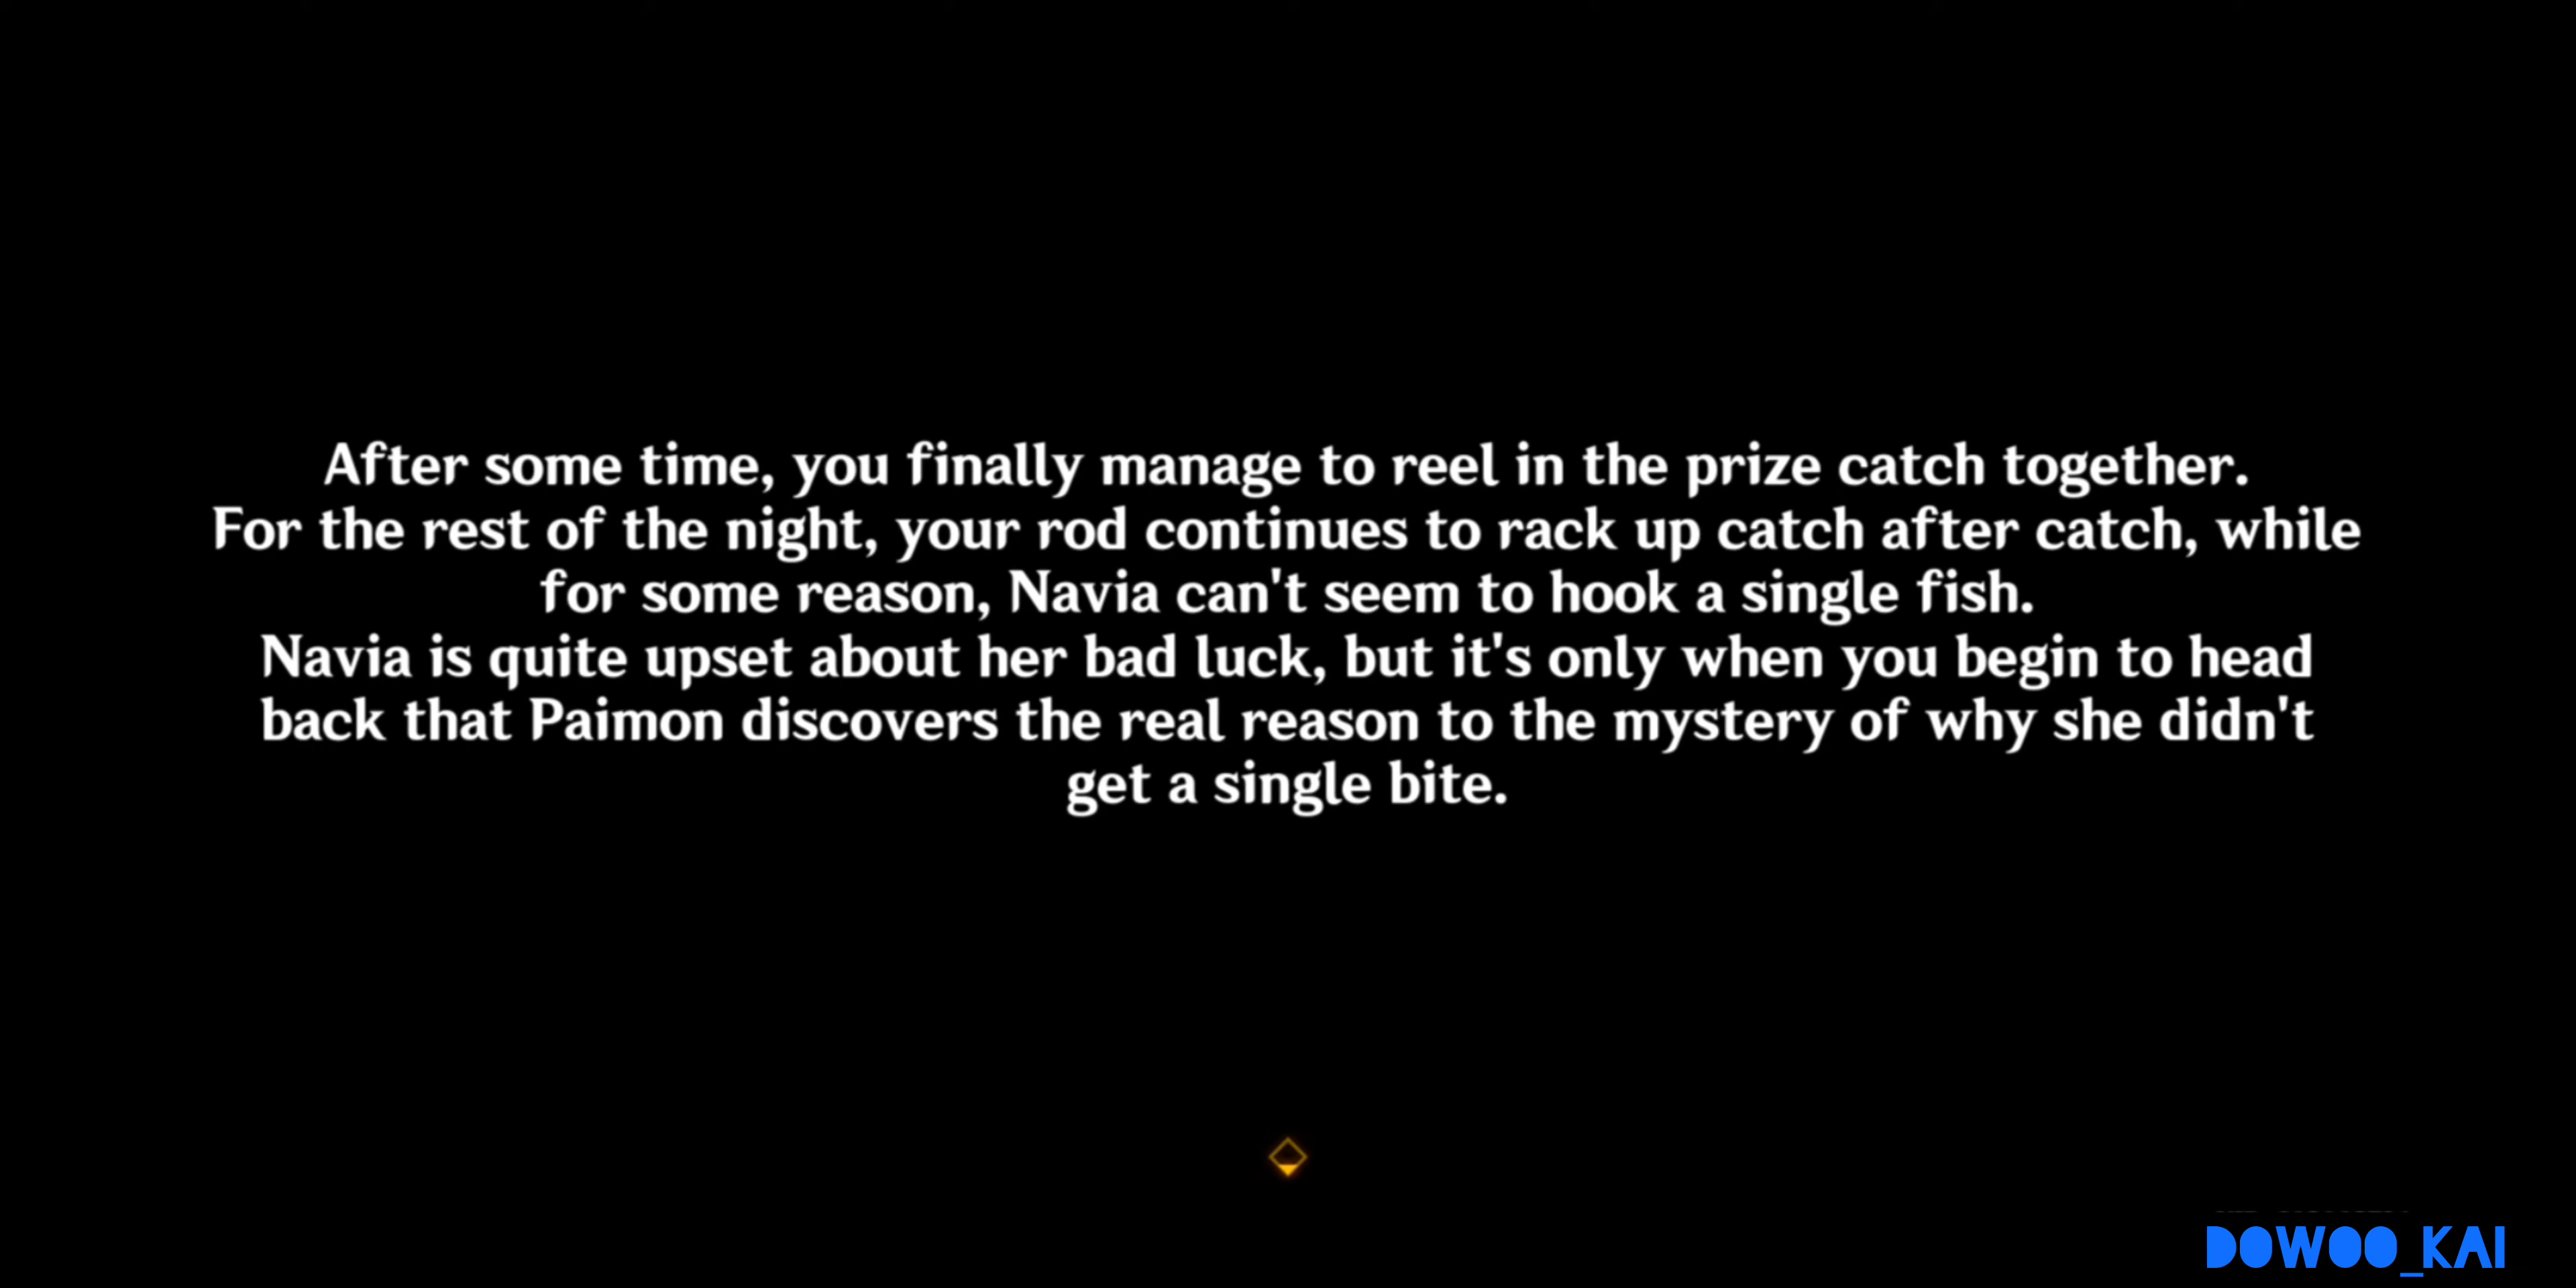 After some time, you finally manage to reel in the prize catch together.
For the rest of the night, your rod continues to rack up catch after catch, while
for some reason, Navia can't seem to hook a single fish.
Navia is quite upset about her bad luck, but it's only when you begin to head
back that Paimon discovers the real reason to the mystery of why she didn't
get a single bite.
DOWOO_KAI